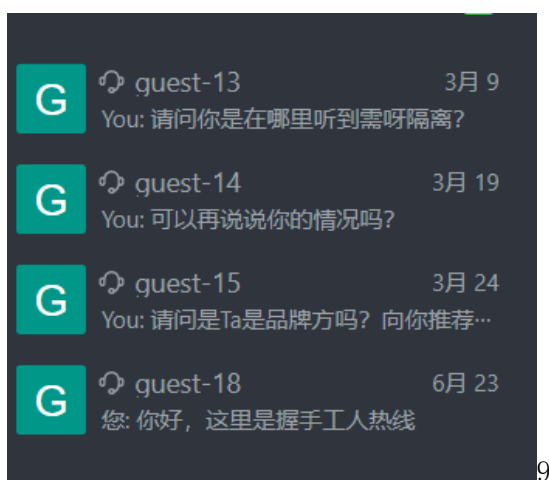 G
guest-13 3月 9
You: 请问你是在哪里听到需呀隔离?
G
guest-14 3月 19
You: 可以再说说你的情况吗?
G
guest-15 3月 24
You: 请问是Ta是品牌方吗? 向你推荐…
G
guest-18 6月 23
您: 你好，这里是握手工人热线
9